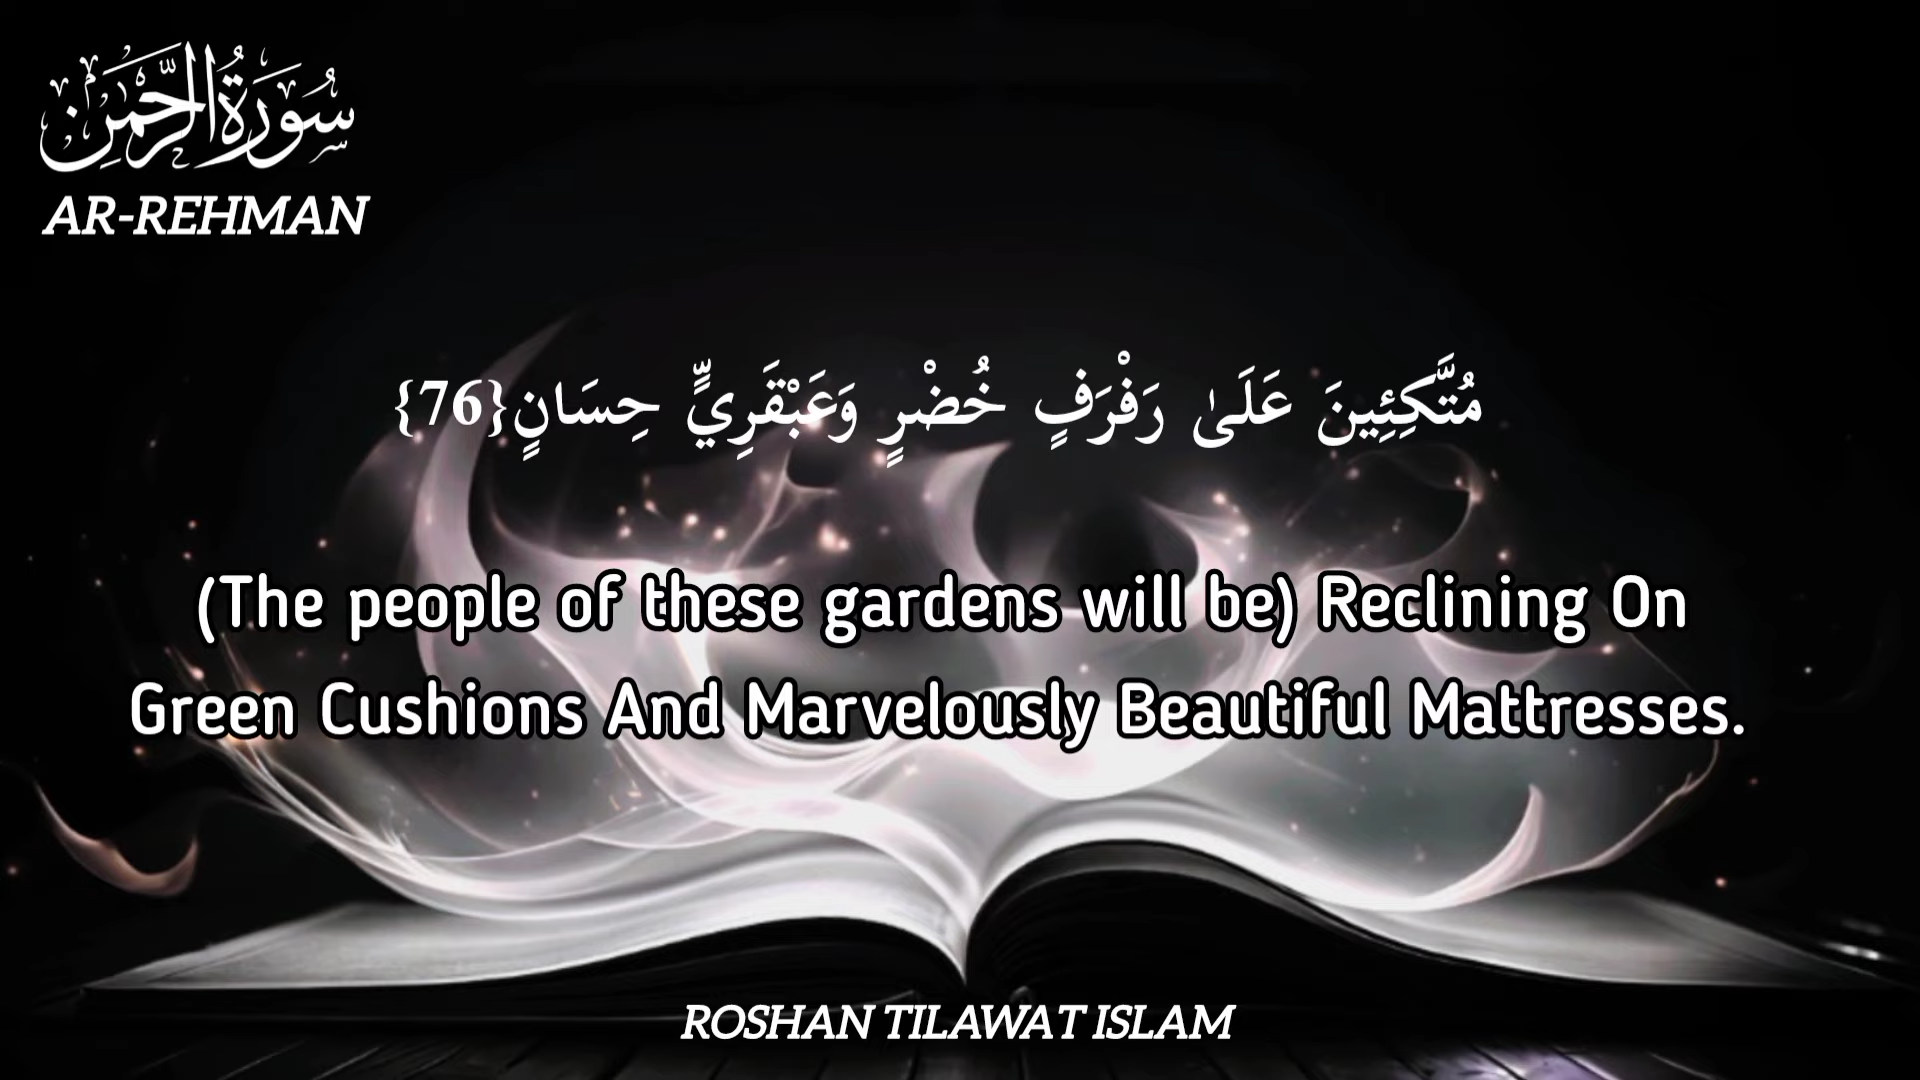 سُورَةُ الرَّحْمَٰنِ
AR-REHMAN
مُتَّكِئِينَ عَلَىٰ رَفْرَفٍ خُضْرٍ وَعَبْقَرِيٍّ حِسَانٍ{76}
(The people of these gardens will be) Reclining On
Green Cushions And Marvelously Beautiful Mattresses.
ROSHAN TILAWAT ISLAM